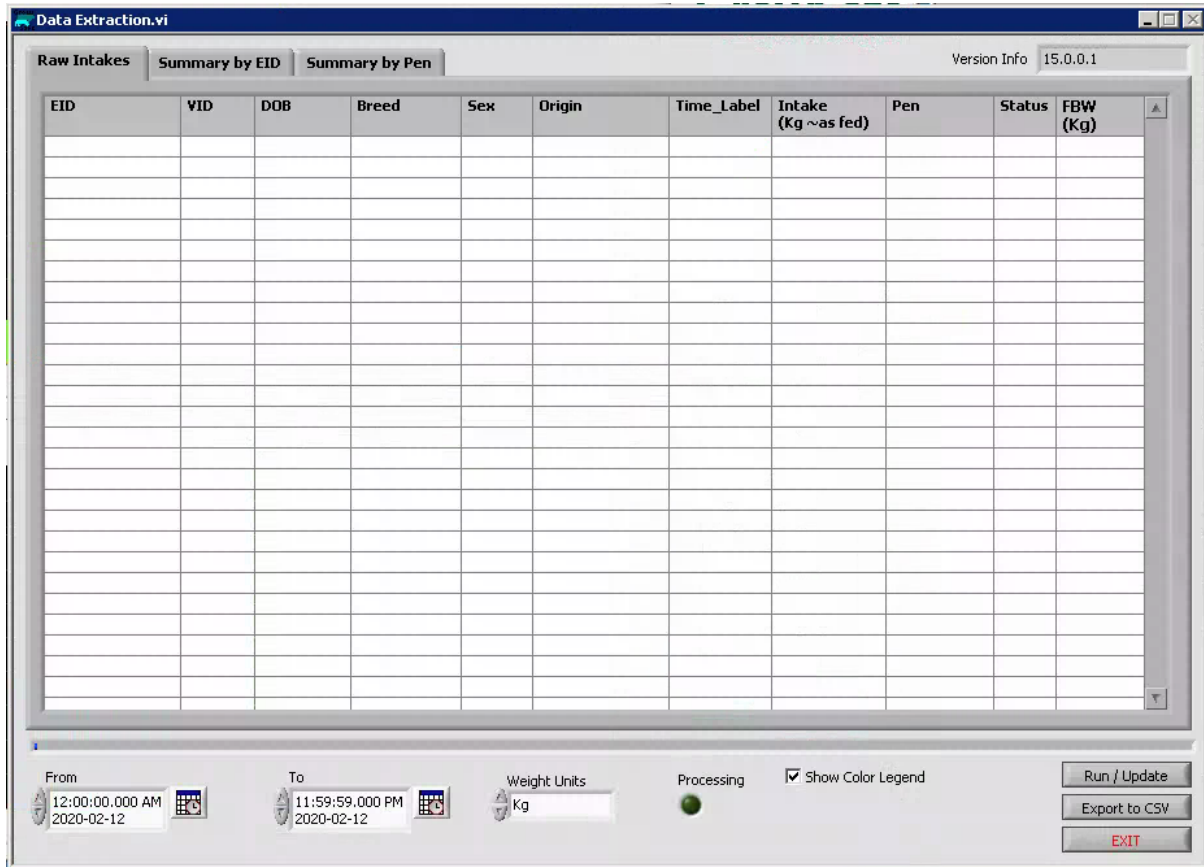 Data Extraction.vi
Raw Intakes Summary by EID Summary by Pen Version Info 15.0.0.1
EID VID DOB Breed Sex Origin Time_Label Intake Pen Status FBW
(Kg ~as fed) (Kg)
From To Weight Units Processing Show Color Legend Run / Update
12:00:00.000 AM 11:59:59.000 PM Kg Export to CSV
2020-02-12 2020-02-12
EXIT